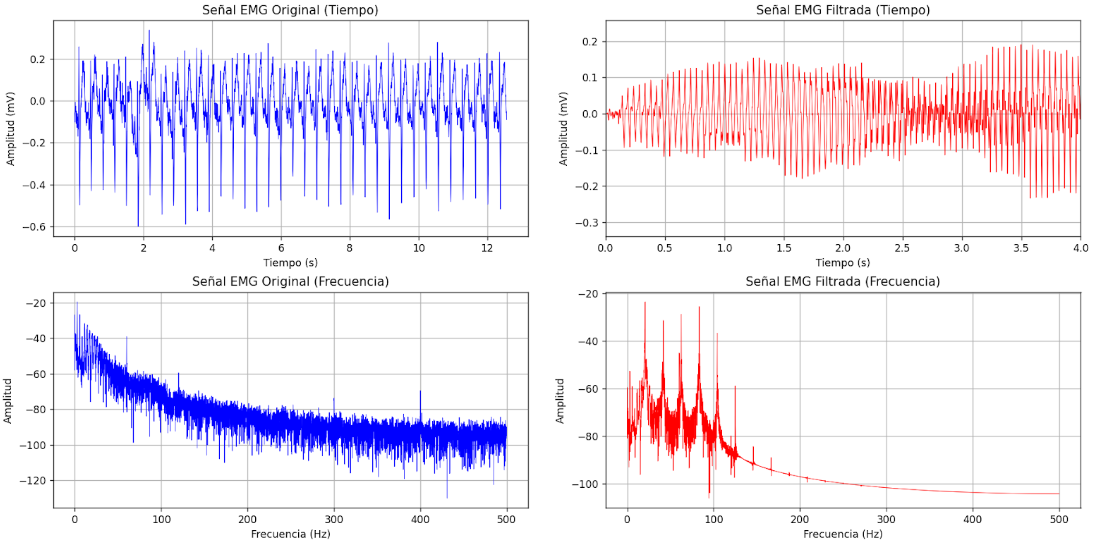 Señal EMG Original (Tiempo)
0.2
0.0
−0.2
−0.4
−0.6
Amplitud (mV)
0 2 4 6 8 10 12
Tiempo (s)
Señal EMG Filtrada (Tiempo)
0.2
0.1
0.0
−0.1
−0.2
−0.3
Amplitud (mV)
0.0 0.5 1.0 1.5 2.0 2.5 3.0 3.5 4.0
Tiempo (s)
Señal EMG Original (Frecuencia)
−20
−40
−60
−80
−100
−120
Amplitud
0 100 200 300 400 500
Frecuencia (Hz)
Señal EMG Filtrada (Frecuencia)
−20
−40
−60
−80
−100
Amplitud
0 100 200 300 400 500
Frecuencia (Hz)